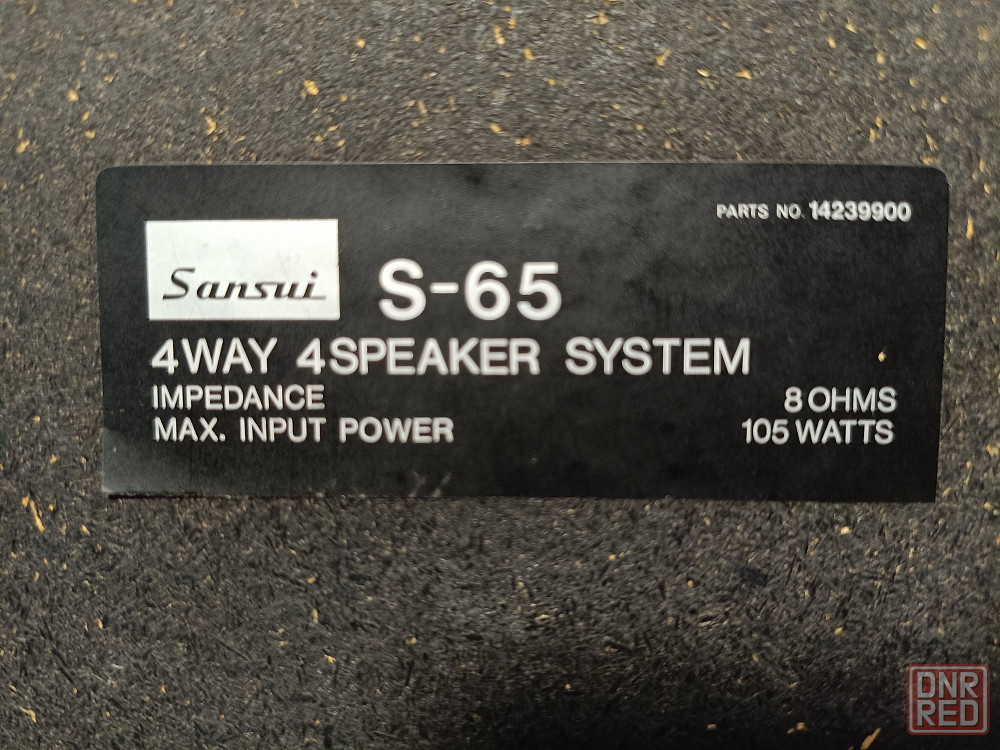 PARTS NO. 14239900
Sansui S-65
4WAY 4SPEAKER SYSTEM
IMPEDANCE 8 OHMS
MAX. INPUT POWER 105 WATTS
DNR
RED